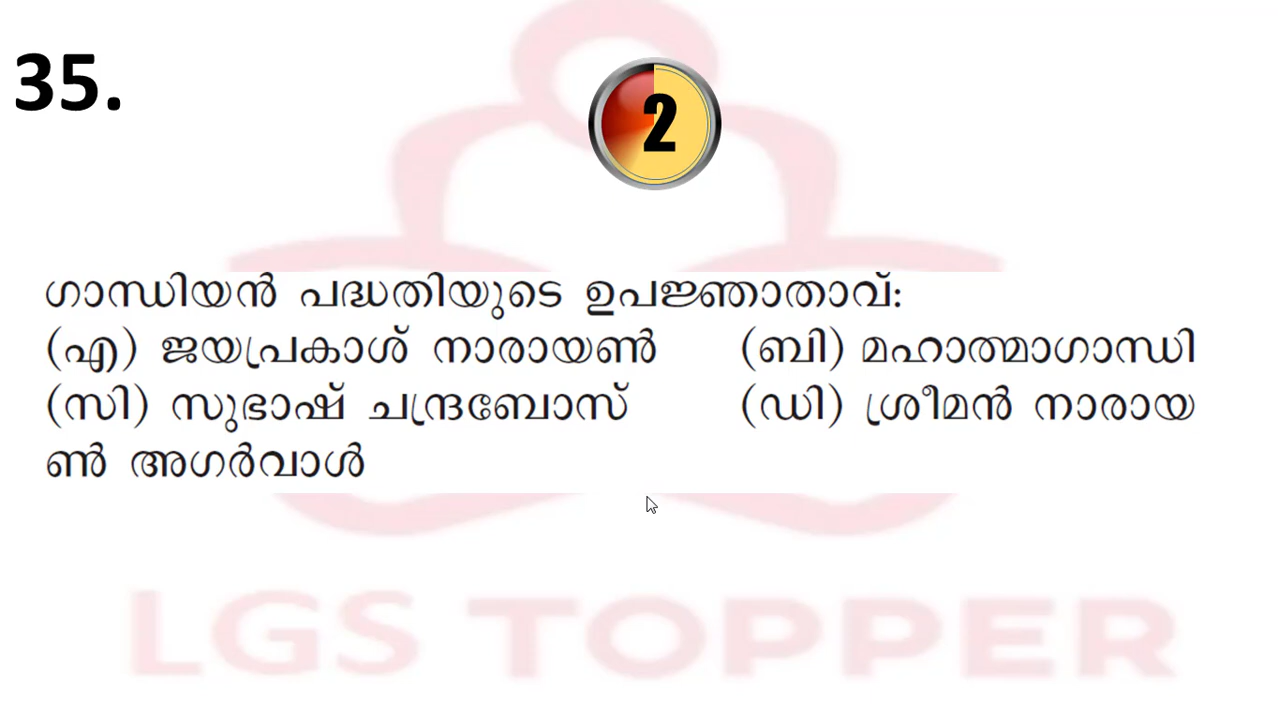 35.
2
ഗാന്ധിയൻ പദ്ധതിയുടെ ഉപജ്ഞാതാവ്:
(എ) ജയപ്രകാശ് നാരായൺ (ബി) മഹാത്മാഗാന്ധി
(സി) സുഭാഷ് ചന്ദ്രബോസ് (ഡി) ശ്രീമൻ നാരായ
ൺ അഗർവാൾ
LGS TOPPER